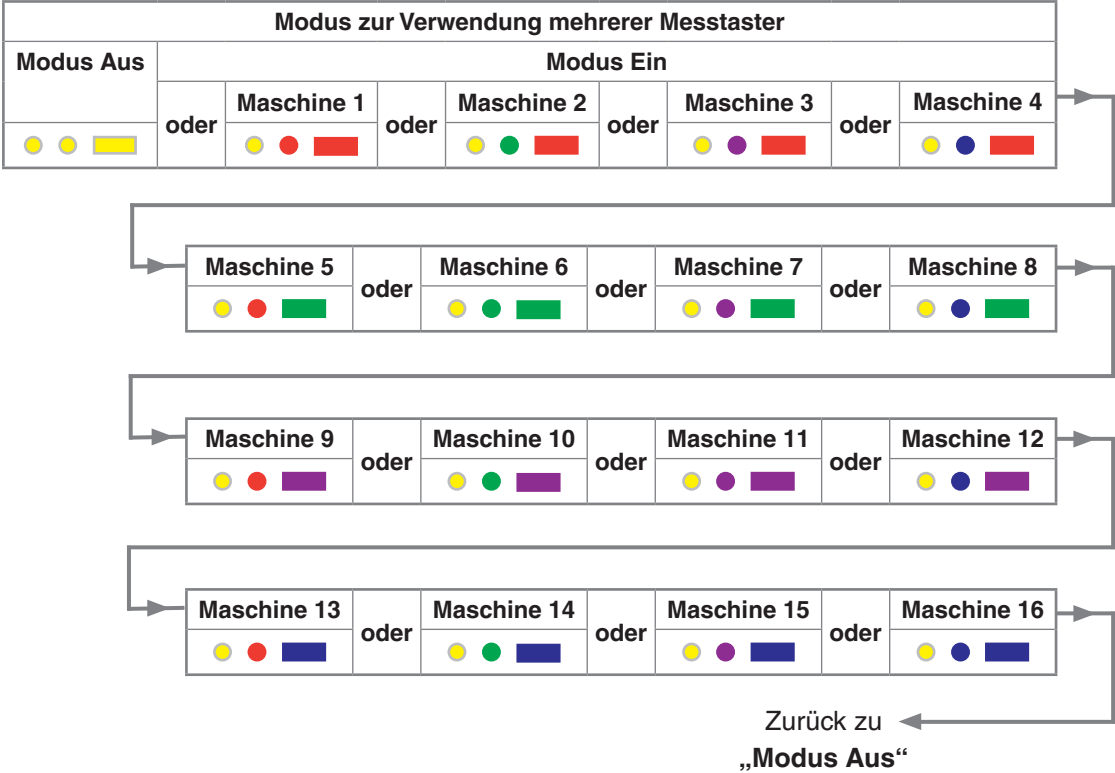 Modus zur Verwendung mehrerer Messtaster
Modus Aus
Modus Ein
oder
Maschine 1
oder
Maschine 2
oder
Maschine 3
oder
Maschine 4
Maschine 5
oder
Maschine 6
oder
Maschine 7
oder
Maschine 8
Maschine 9
oder
Maschine 10
oder
Maschine 11
oder
Maschine 12
Maschine 13
oder
Maschine 14
oder
Maschine 15
oder
Maschine 16
Zurück zu
„Modus Aus“